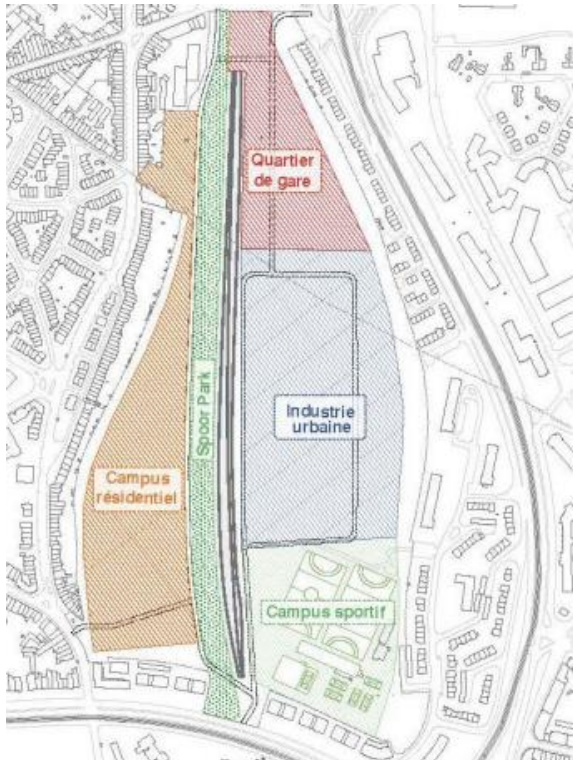 Quartier
de gare
Spoor Park
Industrie
urbaine
Campus
résidentiel
Campus sportif